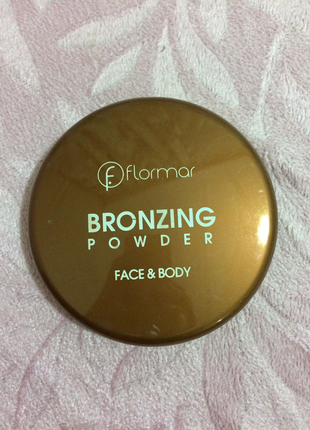 flormar
BRONZING
POWDER
FACE & BODY